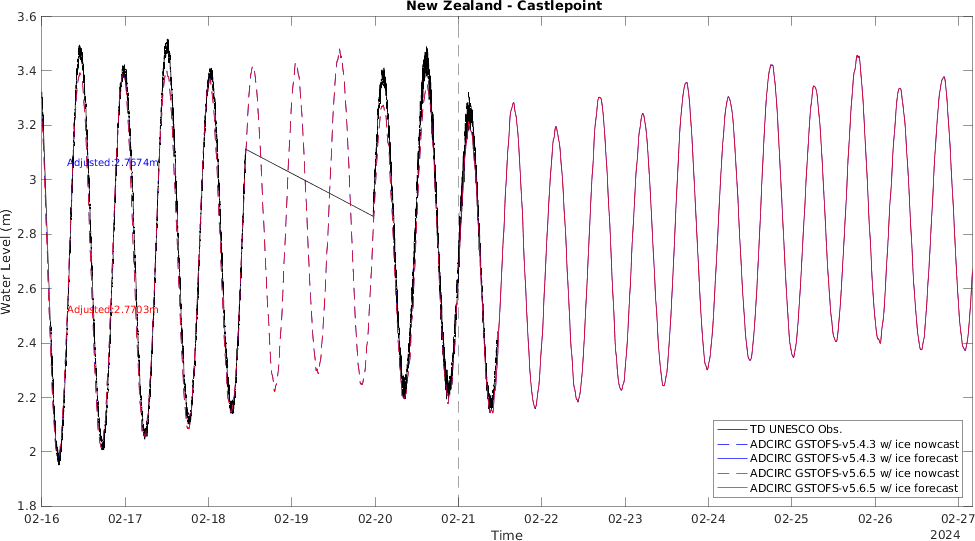 New Zealand - Castlepoint
3.6
3.4
3.2
3
2.8
2.6
2.4
2.2
2
1.8
Water Level (m)
Adjusted:2.7674m
Adjusted:2.7703m
TD UNESCO Obs.
ADCIRC GSTOFS-v5.4.3 w/ ice nowcast
ADCIRC GSTOFS-v5.4.3 w/ ice forecast
ADCIRC GSTOFS-v5.6.5 w/ ice nowcast
ADCIRC GSTOFS-v5.6.5 w/ ice forecast
02-16 02-17 02-18 02-19 02-20 02-21 02-22 02-23 02-24 02-25 02-26 02-27
Time
2024